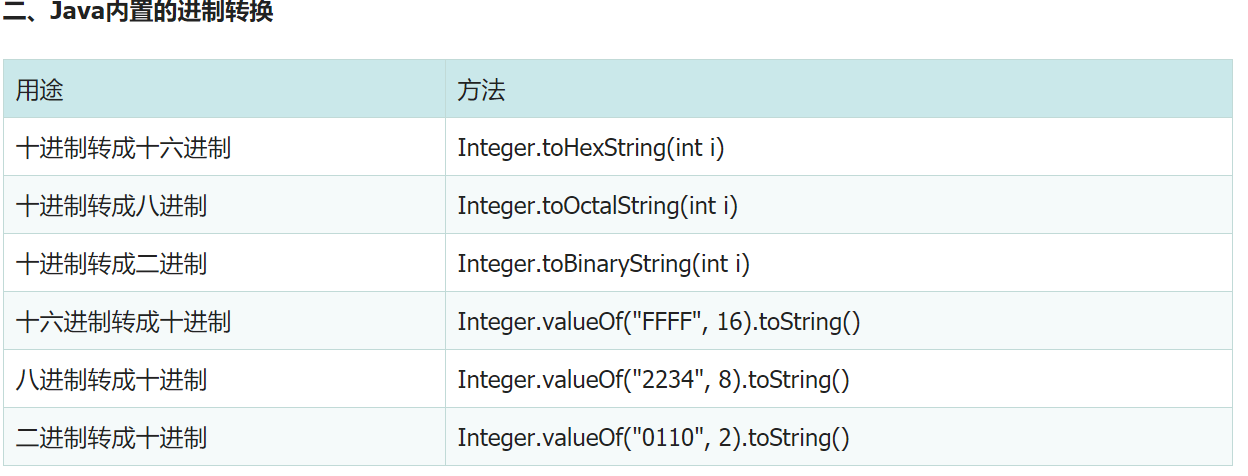 二、Java内置的进制转换
用途 方法
十进制转成十六进制 Integer.toHexString(int i)
十进制转成八进制 Integer.toOctalString(int i)
十进制转成二进制 Integer.toBinaryString(int i)
十六进制转成十进制 Integer.valueOf("FFFF", 16).toString()
八进制转成十进制 Integer.valueOf("2234", 8).toString()
二进制转成十进制 Integer.valueOf("0110", 2).toString()